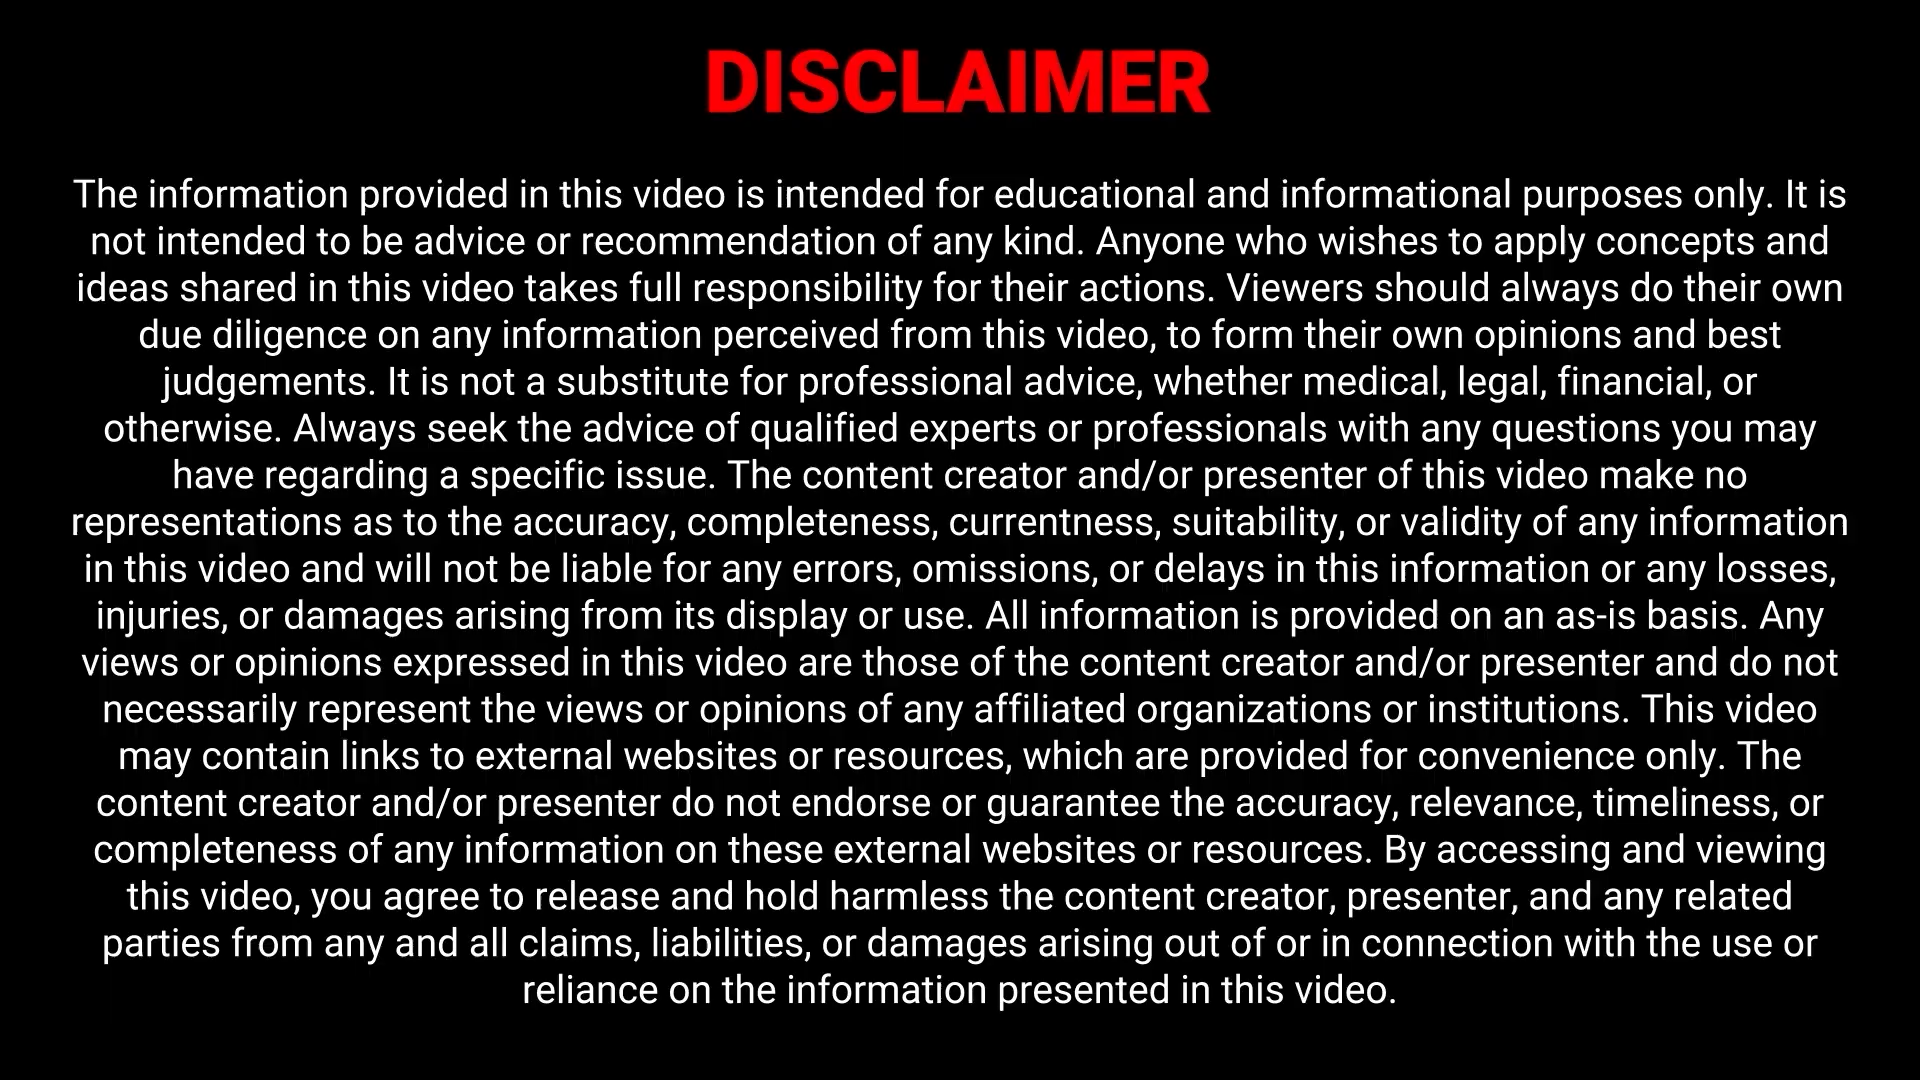 DISCLAIMER
The information provided in this video is intended for educational and informational purposes only. It is
not intended to be advice or recommendation of any kind. Anyone who wishes to apply concepts and
ideas shared in this video takes full responsibility for their actions. Viewers should always do their own
due diligence on any information perceived from this video, to form their own opinions and best
judgements. It is not a substitute for professional advice, whether medical, legal, financial, or
otherwise. Always seek the advice of qualified experts or professionals with any questions you may
have regarding a specific issue. The content creator and/or presenter of this video make no
representations as to the accuracy, completeness, currentness, suitability, or validity of any information
in this video and will not be liable for any errors, omissions, or delays in this information or any losses,
injuries, or damages arising from its display or use. All information is provided on an as-is basis. Any
views or opinions expressed in this video are those of the content creator and/or presenter and do not
necessarily represent the views or opinions of any affiliated organizations or institutions. This video
may contain links to external websites or resources, which are provided for convenience only. The
content creator and/or presenter do not endorse or guarantee the accuracy, relevance, timeliness, or
completeness of any information on these external websites or resources. By accessing and viewing
this video, you agree to release and hold harmless the content creator, presenter, and any related
parties from any and all claims, liabilities, or damages arising out of or in connection with the use or
reliance on the information presented in this video.